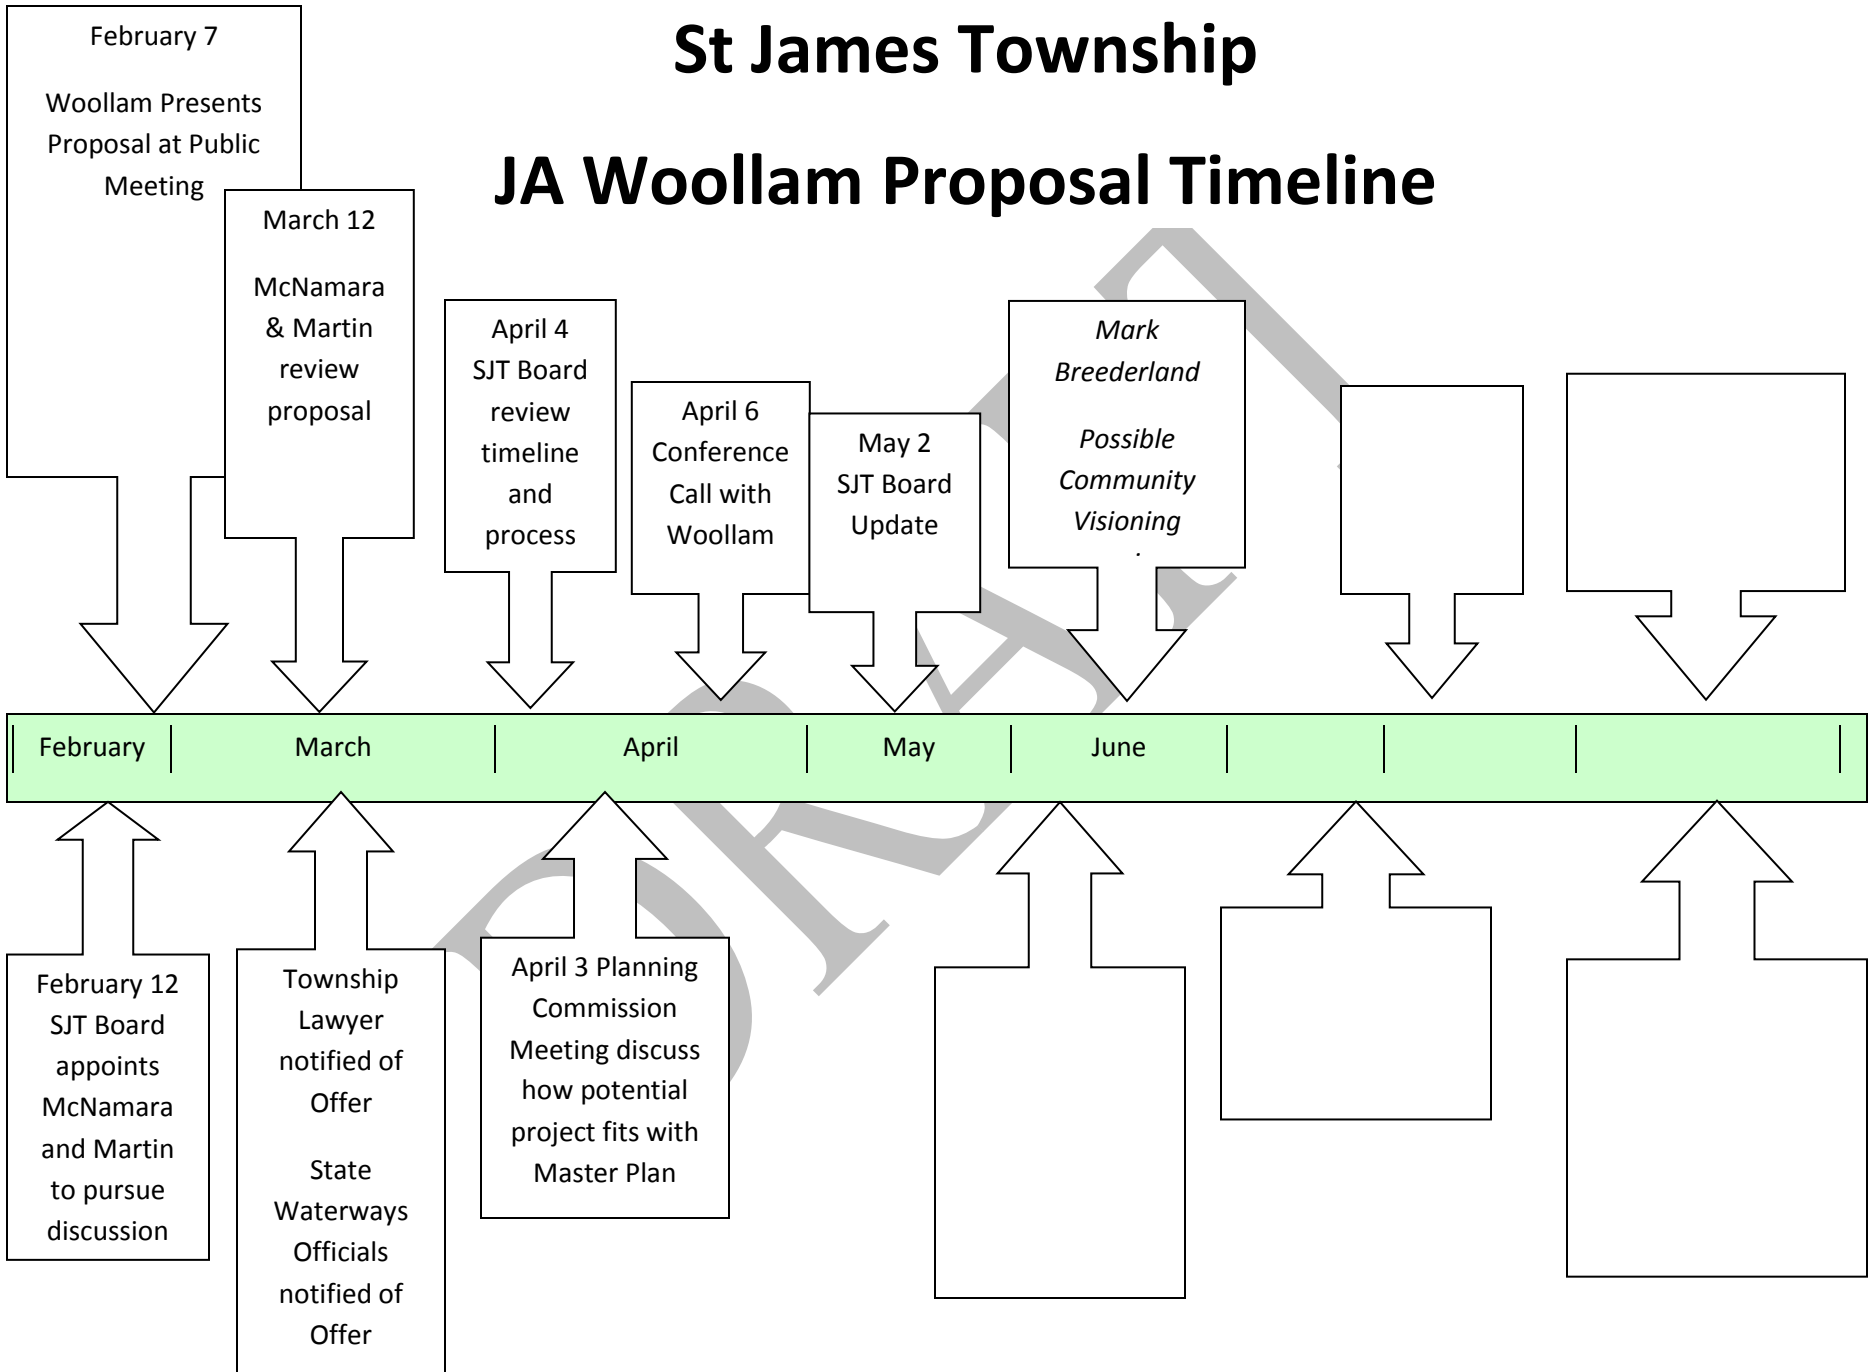 St James Township
JA Woollam Proposal Timeline
February 7
Woollam Presents
Proposal at Public
Meeting
March 12
McNamara
& Martin
review
proposal
April 4
SJT Board
review
timeline
and
process
April 6
Conference
Call with
Woollam
May 2
SJT Board
Update
Mark
Breederland
Possible
Community
Visioning
February
March
April
May
June
February 12
SJT Board
appoints
McNamara
and Martin
to pursue
discussion
Township
Lawyer
notified of
Offer
State
Waterways
Officials
notified of
Offer
April 3 Planning
Commission
Meeting discuss
how potential
project fits with
Master Plan
DRAFT